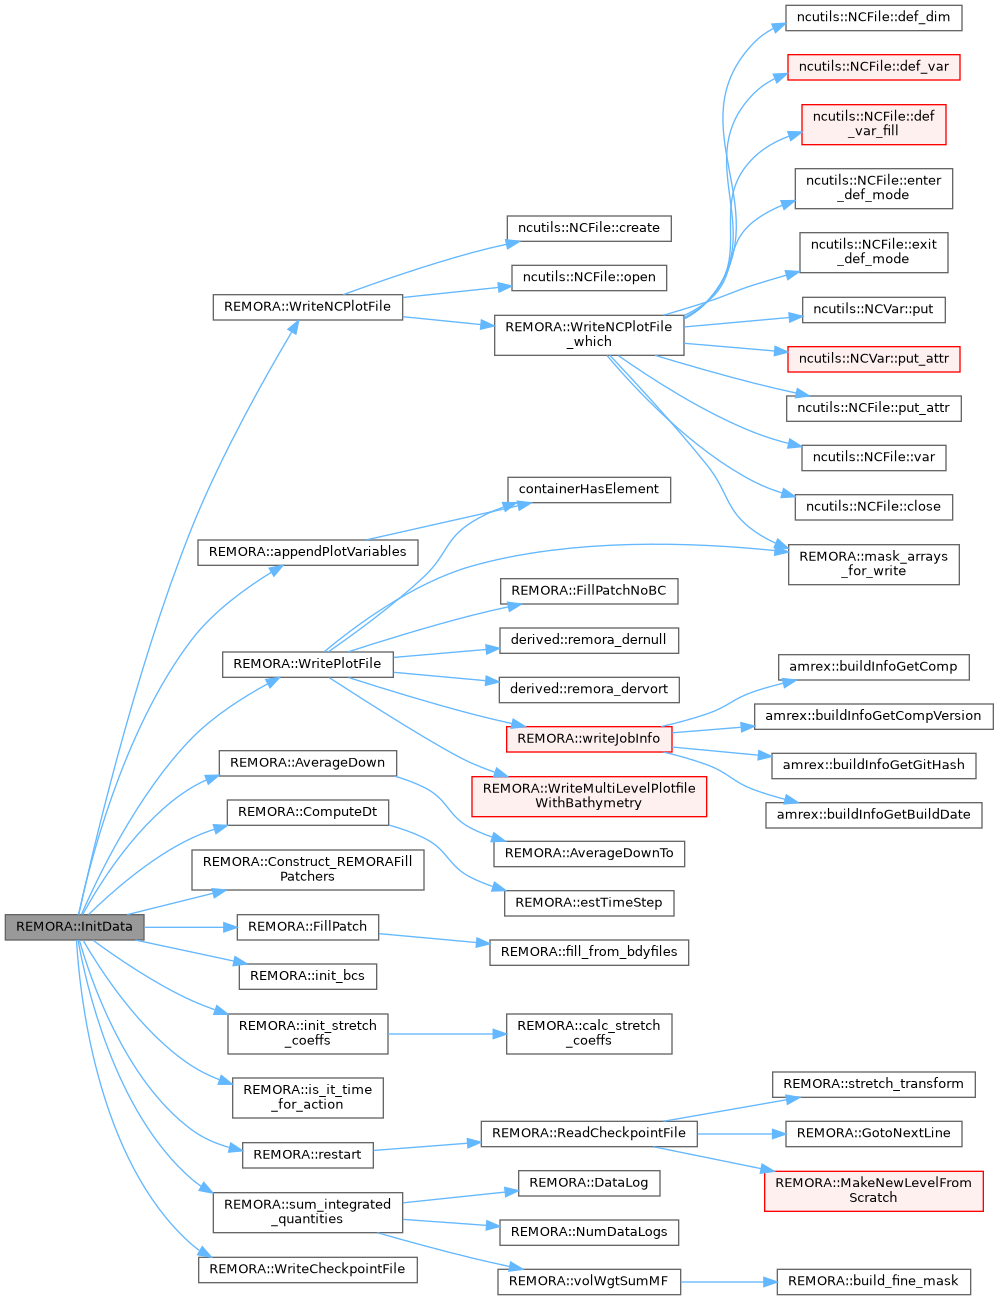 ncutils::NCFile::def_dim
ncutils::NCFile::def_var
ncutils::NCFile::def
_var_fill
ncutils::NCFile::enter
_def_mode
ncutils::NCFile::create
ncutils::NCFile::exit
_def_mode
ncutils::NCFile::open
REMORA::WriteNCPlotFile
ncutils::NCVar::put
REMORA::WriteNCPlotFile
_which
ncutils::NCVar::put_attr
ncutils::NCFile::put_attr
ncutils::NCFile::var
containerHasElement
ncutils::NCFile::close
REMORA::appendPlotVariables
REMORA::mask_arrays
_for_write
REMORA::FillPatchNoBC
derived::remora_dernull
REMORA::WritePlotFile
amrex::buildInfoGetComp
derived::remora_dervort
amrex::buildInfoGetCompVersion
REMORA::writeJobInfo
REMORA::AverageDown
amrex::buildInfoGetGitHash
REMORA::WriteMultiLevelPlotfile
WithBathymetry
REMORA::ComputeDt
amrex::buildInfoGetBuildDate
REMORA::AverageDownTo
REMORA::Construct_REMORAFill
Patchers
REMORA::estTimeStep
REMORA::InitData
REMORA::FillPatch
REMORA::fill_from_bdyfiles
REMORA::init_bcs
REMORA::init_stretch
_coeffs
REMORA::calc_stretch
_coeffs
REMORA::is_it_time
_for_action
REMORA::stretch_transform
REMORA::ReadCheckpointFile
REMORA::GotoNextLine
REMORA::restart
REMORA::MakeNewLevelFrom
Scratch
REMORA::DataLog
REMORA::sum_integrated
_quantities
REMORA::NumDataLogs
REMORA::WriteCheckpointFile
REMORA::volWgtSumMF
REMORA::build_fine_mask